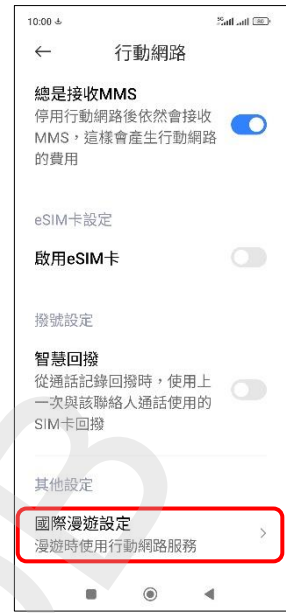 10:00
行動網路
總是接收MMS
停用行動網路後依然會接收
MMS，這樣會產生行動網路
的費用
eSIM卡設定
啟用eSIM卡
撥號設定
智慧回撥
從通話記錄回撥時，使用上
一次與該聯絡人通話使用的
SIM卡回撥
其他設定
國際漫遊設定
漫遊時使用行動網路服務